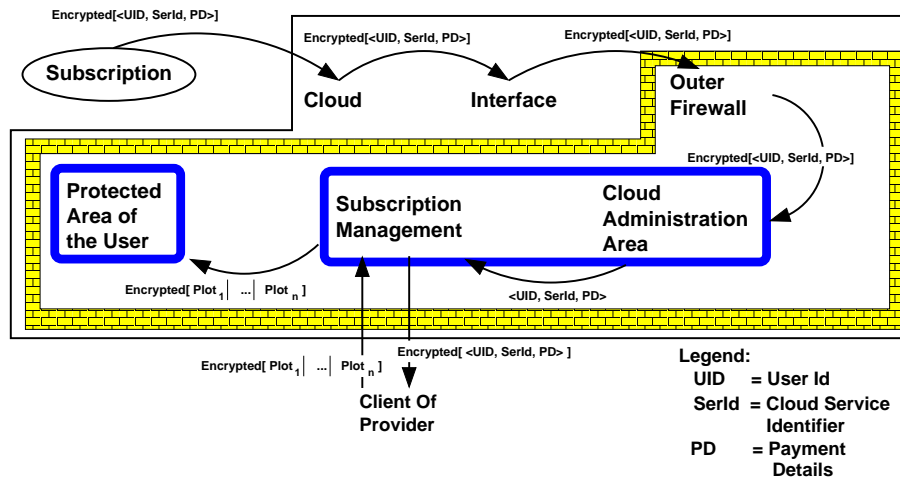 Encrypted[<UID, SerId, PD>]
Encrypted[<UID, SerId, PD>]
Encrypted[<UID, SerId, PD>]
Subscription
Cloud
Interface
Outer
Firewall
Encrypted[<UID, SerId, PD>]
Protected
Area of
the User
Subscription
Management
Cloud
Administration
Area
Encrypted[ Plot1| ...| Plotn ]
<UID, SerId, PD>
Encrypted[ Plot1| ...| Plotn ]
Encrypted[ <UID, SerId, PD> ]
Client Of
Provider
Legend:
UID = User Id
SerId = Cloud Service
Identifier
PD = Payment
Details